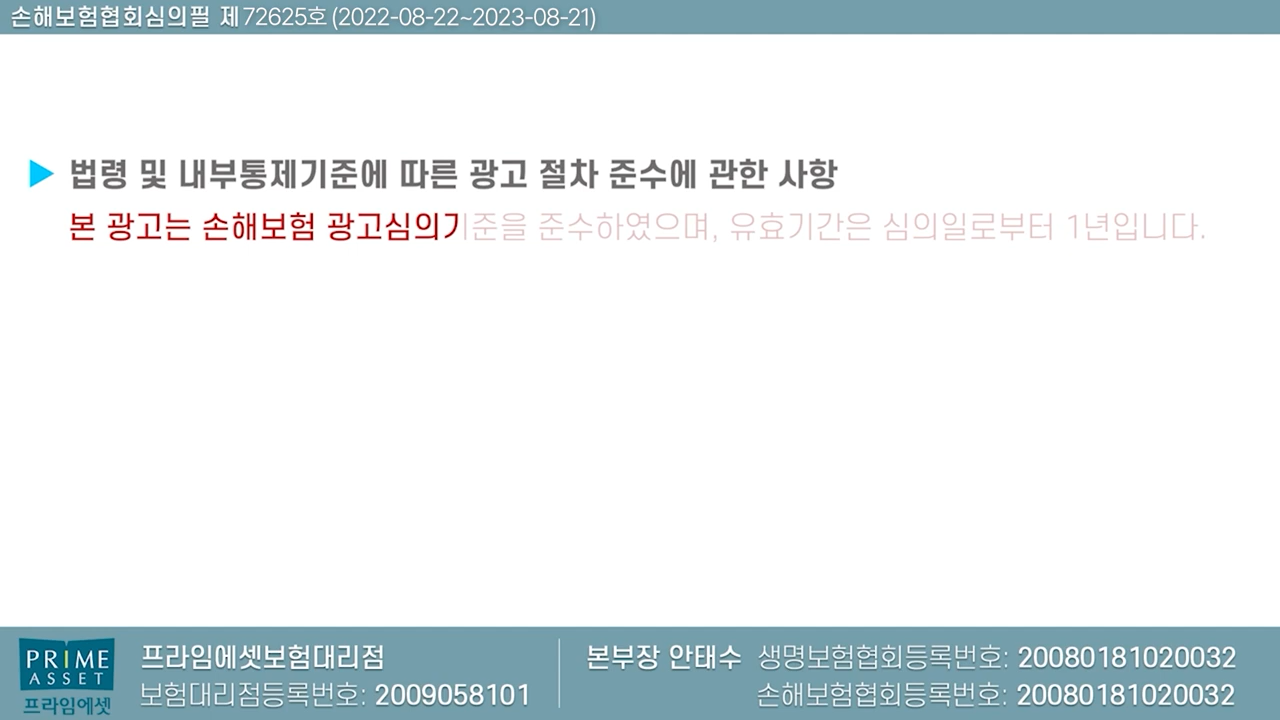 손해보험협회심의필 제72625호(2022-08-22~2023-08-21)
▶ 법령 및 내부통제기준에 따른 광고 절차 준수에 관한 사항
본 광고는 손해보험 광고심의기준을 준수하였으며, 유효기간은 심의일로부터 1년입니다.
PRIME
ASSET
프라임에셋
프라임에셋보험대리점
보험대리점등록번호: 2009058101
본부장 안태수 생명보험협회등록번호: 20080181020032
손해보험협회등록번호: 20080181020032